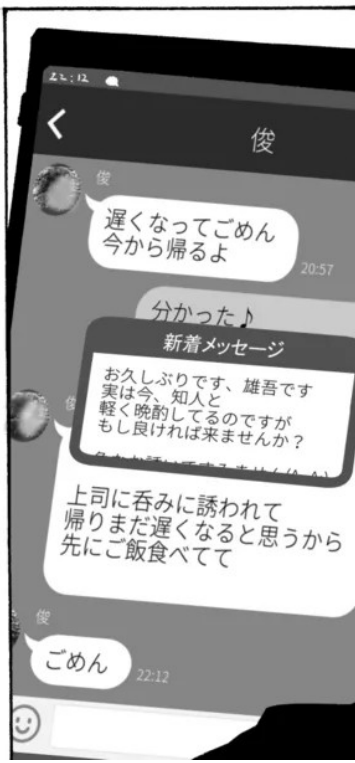 22:12
俊
俊
遅くなってごめん
今から帰るよ
20:57
分かった♪
新着メッセージ
お久しぶりです、雄吾です
実は今、知人と
軽く晩酌してるのですが
もし良ければ来ませんか？
上司に呑みに誘われて
帰りまだ遅くなると思うから
先にご飯食べてて
俊
ごめん
22:12